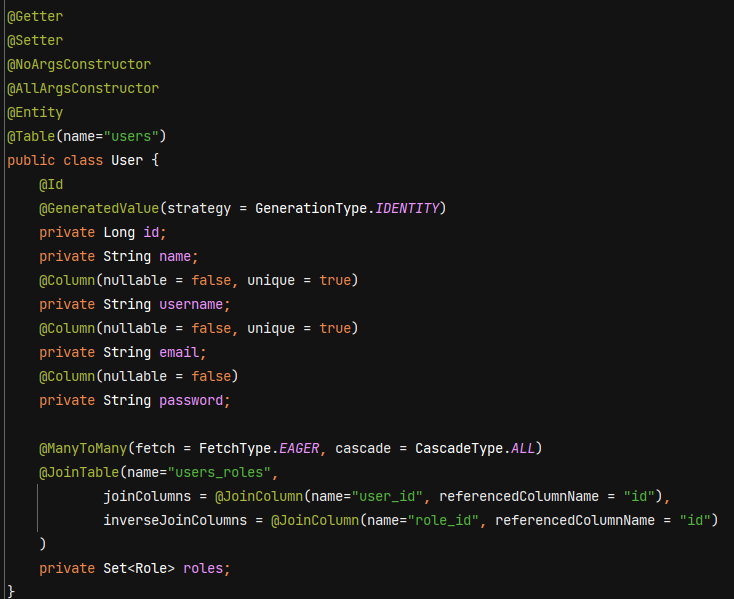 @Getter
@Setter
@NoArgsConstructor
@AllArgsConstructor
@Entity
@Table(name="users")
public class User {
    @Id
    @GeneratedValue(strategy = GenerationType.IDENTITY)
    private Long id;
    private String name;
    @Column(nullable = false, unique = true)
    private String username;
    @Column(nullable = false, unique = true)
    private String email;
    @Column(nullable = false)
    private String password;

    @ManyToMany(fetch = FetchType.EAGER, cascade = CascadeType.ALL)
    @JoinTable(name="users_roles",
            joinColumns = @JoinColumn(name="user_id", referencedColumnName = "id"),
            inverseJoinColumns = @JoinColumn(name="role_id", referencedColumnName = "id")
    )
    private Set<Role> roles;
}